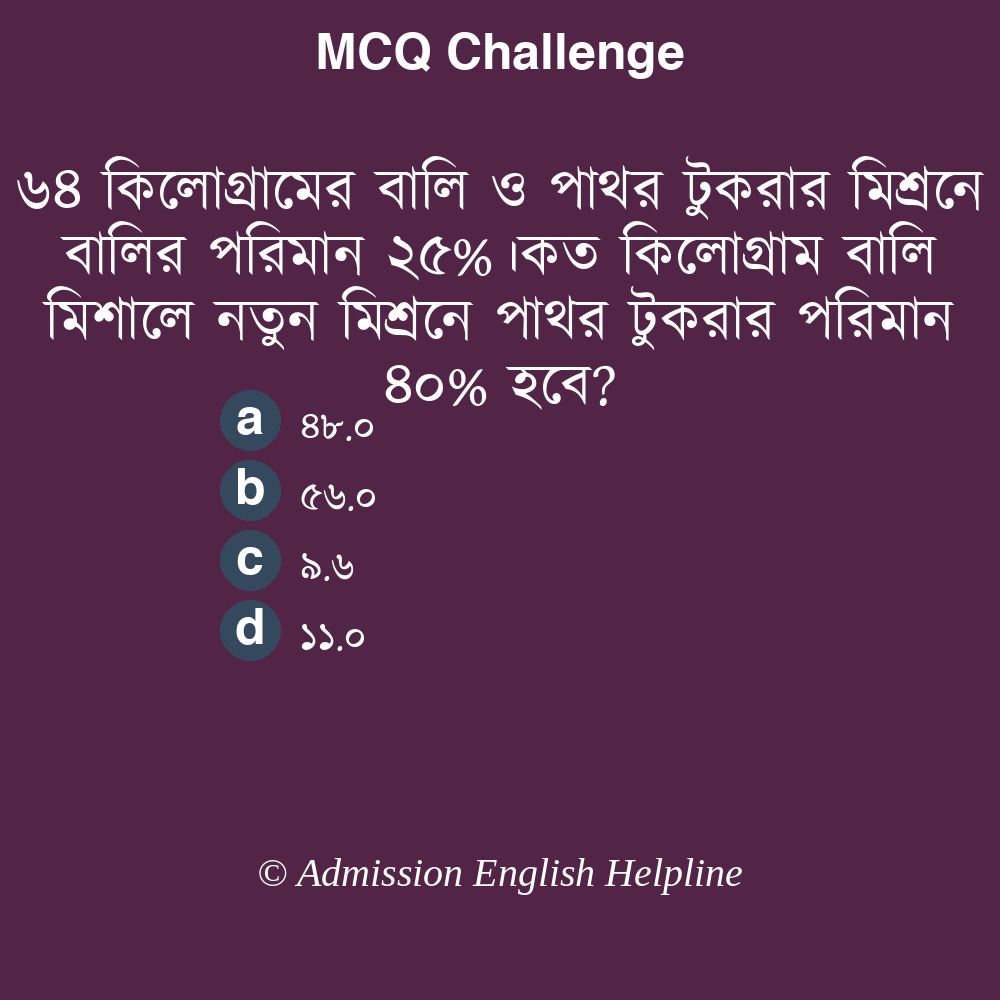 MCQ Challenge
৬৪ কিলোগ্রামের বালি ও পাথর টুকরার মিশ্রনে
বালির পরিমান ২৫%।কত কিলোগ্রাম বালি
মিশালে নতুন মিশ্রনে পাথর টুকরার পরিমান
৪০% হবে?
a ৪৮.০
b ৫৬.০
c ৯.৬
d ১১.০
© Admission English Helpline